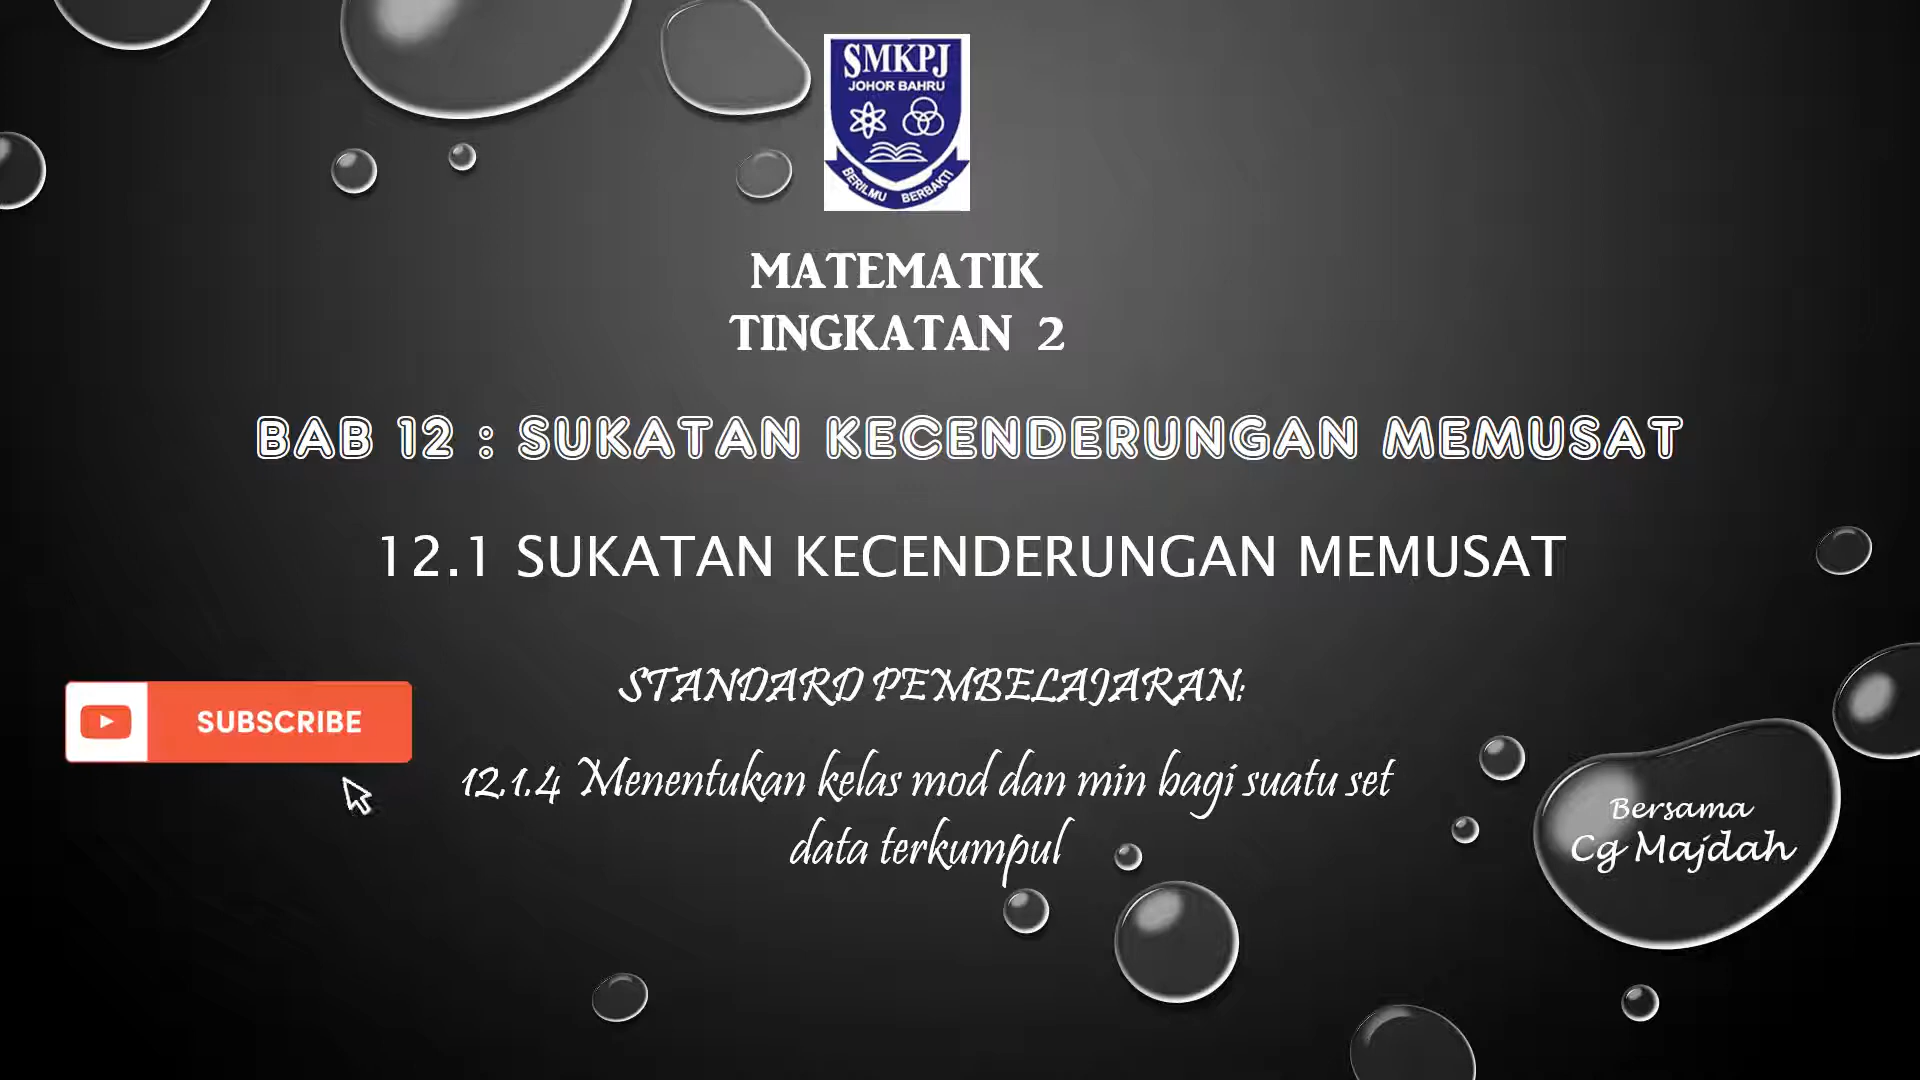 SMKPJ
JOHOR BAHRU
BERILMU BERBAKTI
MATEMATIK
TINGKATAN 2
BAB 12 : SUKATAN KECENDERUNGAN MEMUSAT
12.1 SUKATAN KECENDERUNGAN MEMUSAT
STANDARD PEMBELAJARAN:
12.1.4 Menentukan kelas mod dan min bagi suatu set
data terkumpul
SUBSCRIBE
Bersama
Cg Majdah